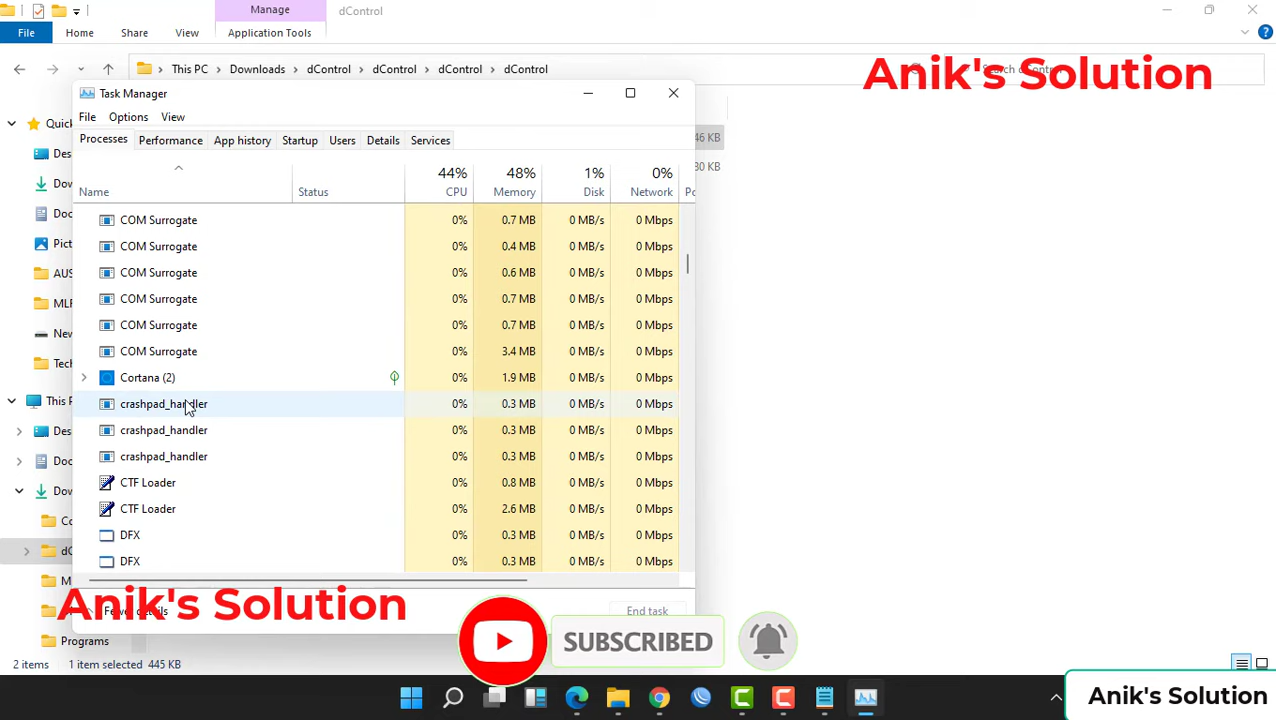 Manage
dControl
File
Home
Share
View
Application Tools
This PC
Downloads
dControl
dControl
dControl
dControl
Anik's Solution
Task Manager
File
Options
View
Processes
Performance
App history
Startup
Users
Details
Services
44%
48%
1%
0%
Name
Status
CPU
Memory
Disk
Network
COM Surrogate 0% 0.7 MB 0 MB/s 0 Mbps
COM Surrogate 0% 0.4 MB 0 MB/s 0 Mbps
COM Surrogate 0% 0.6 MB 0 MB/s 0 Mbps
COM Surrogate 0% 0.7 MB 0 MB/s 0 Mbps
COM Surrogate 0% 0.7 MB 0 MB/s 0 Mbps
COM Surrogate 0% 3.4 MB 0 MB/s 0 Mbps
Cortana (2) 0% 1.9 MB 0 MB/s 0 Mbps
crashpad_handler 0% 0.3 MB 0 MB/s 0 Mbps
crashpad_handler 0% 0.3 MB 0 MB/s 0 Mbps
crashpad_handler 0% 0.3 MB 0 MB/s 0 Mbps
CTF Loader 0% 0.8 MB 0 MB/s 0 Mbps
CTF Loader 0% 2.6 MB 0 MB/s 0 Mbps
DFX 0% 0.3 MB 0 MB/s 0 Mbps
DFX 0% 0.3 MB 0 MB/s 0 Mbps
Anik's Solution
End task
SUBSCRIBED
Programs
2 items
1 item selected 445 KB
Anik's Solution